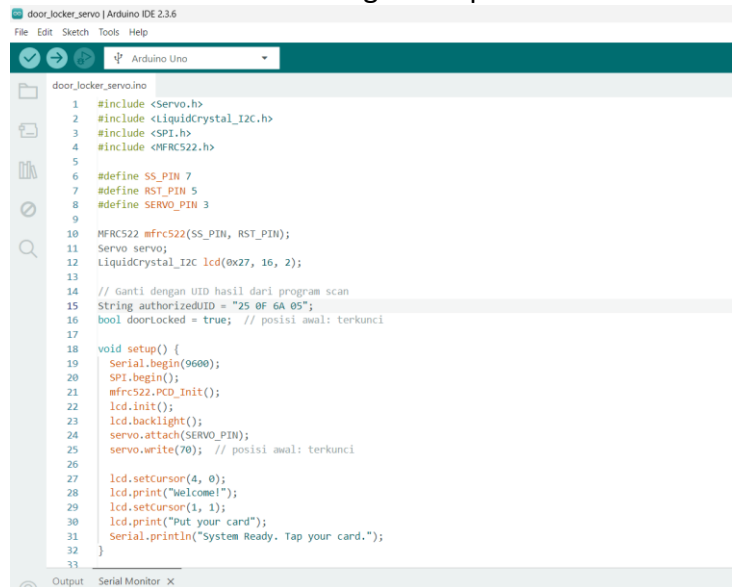 door_locker_servo | Arduino IDE 2.3.6
File Edit Sketch Tools Help
Arduino Uno
door_locker_servo.ino
1 #include <Servo.h>
2 #include <LiquidCrystal_I2C.h>
3 #include <SPI.h>
4 #include <MFRC522.h>
5
6 #define SS_PIN 7
7 #define RST_PIN 5
8 #define SERVO_PIN 3
9
10 MFRC522 mfrc522(SS_PIN, RST_PIN);
11 Servo servo;
12 LiquidCrystal_I2C lcd(0x27, 16, 2);
13
14 // Ganti dengan UID hasil dari program scan
15 String authorizedUID = "25 0F 6A 05";
16 bool doorLocked = true; // posisi awal: terkunci
17
18 void setup() {
19 Serial.begin(9600);
20 SPI.begin();
21 mfrc522.PCD_Init();
22 lcd.init();
23 lcd.backlight();
24 servo.attach(SERVO_PIN);
25 servo.write(70); // posisi awal: terkunci
26
27 lcd.setCursor(4, 0);
28 lcd.print("Welcome!");
29 lcd.setCursor(1, 1);
30 lcd.print("Put your card");
31 Serial.println("System Ready. Tap your card.");
32 }
33
Output Serial Monitor X